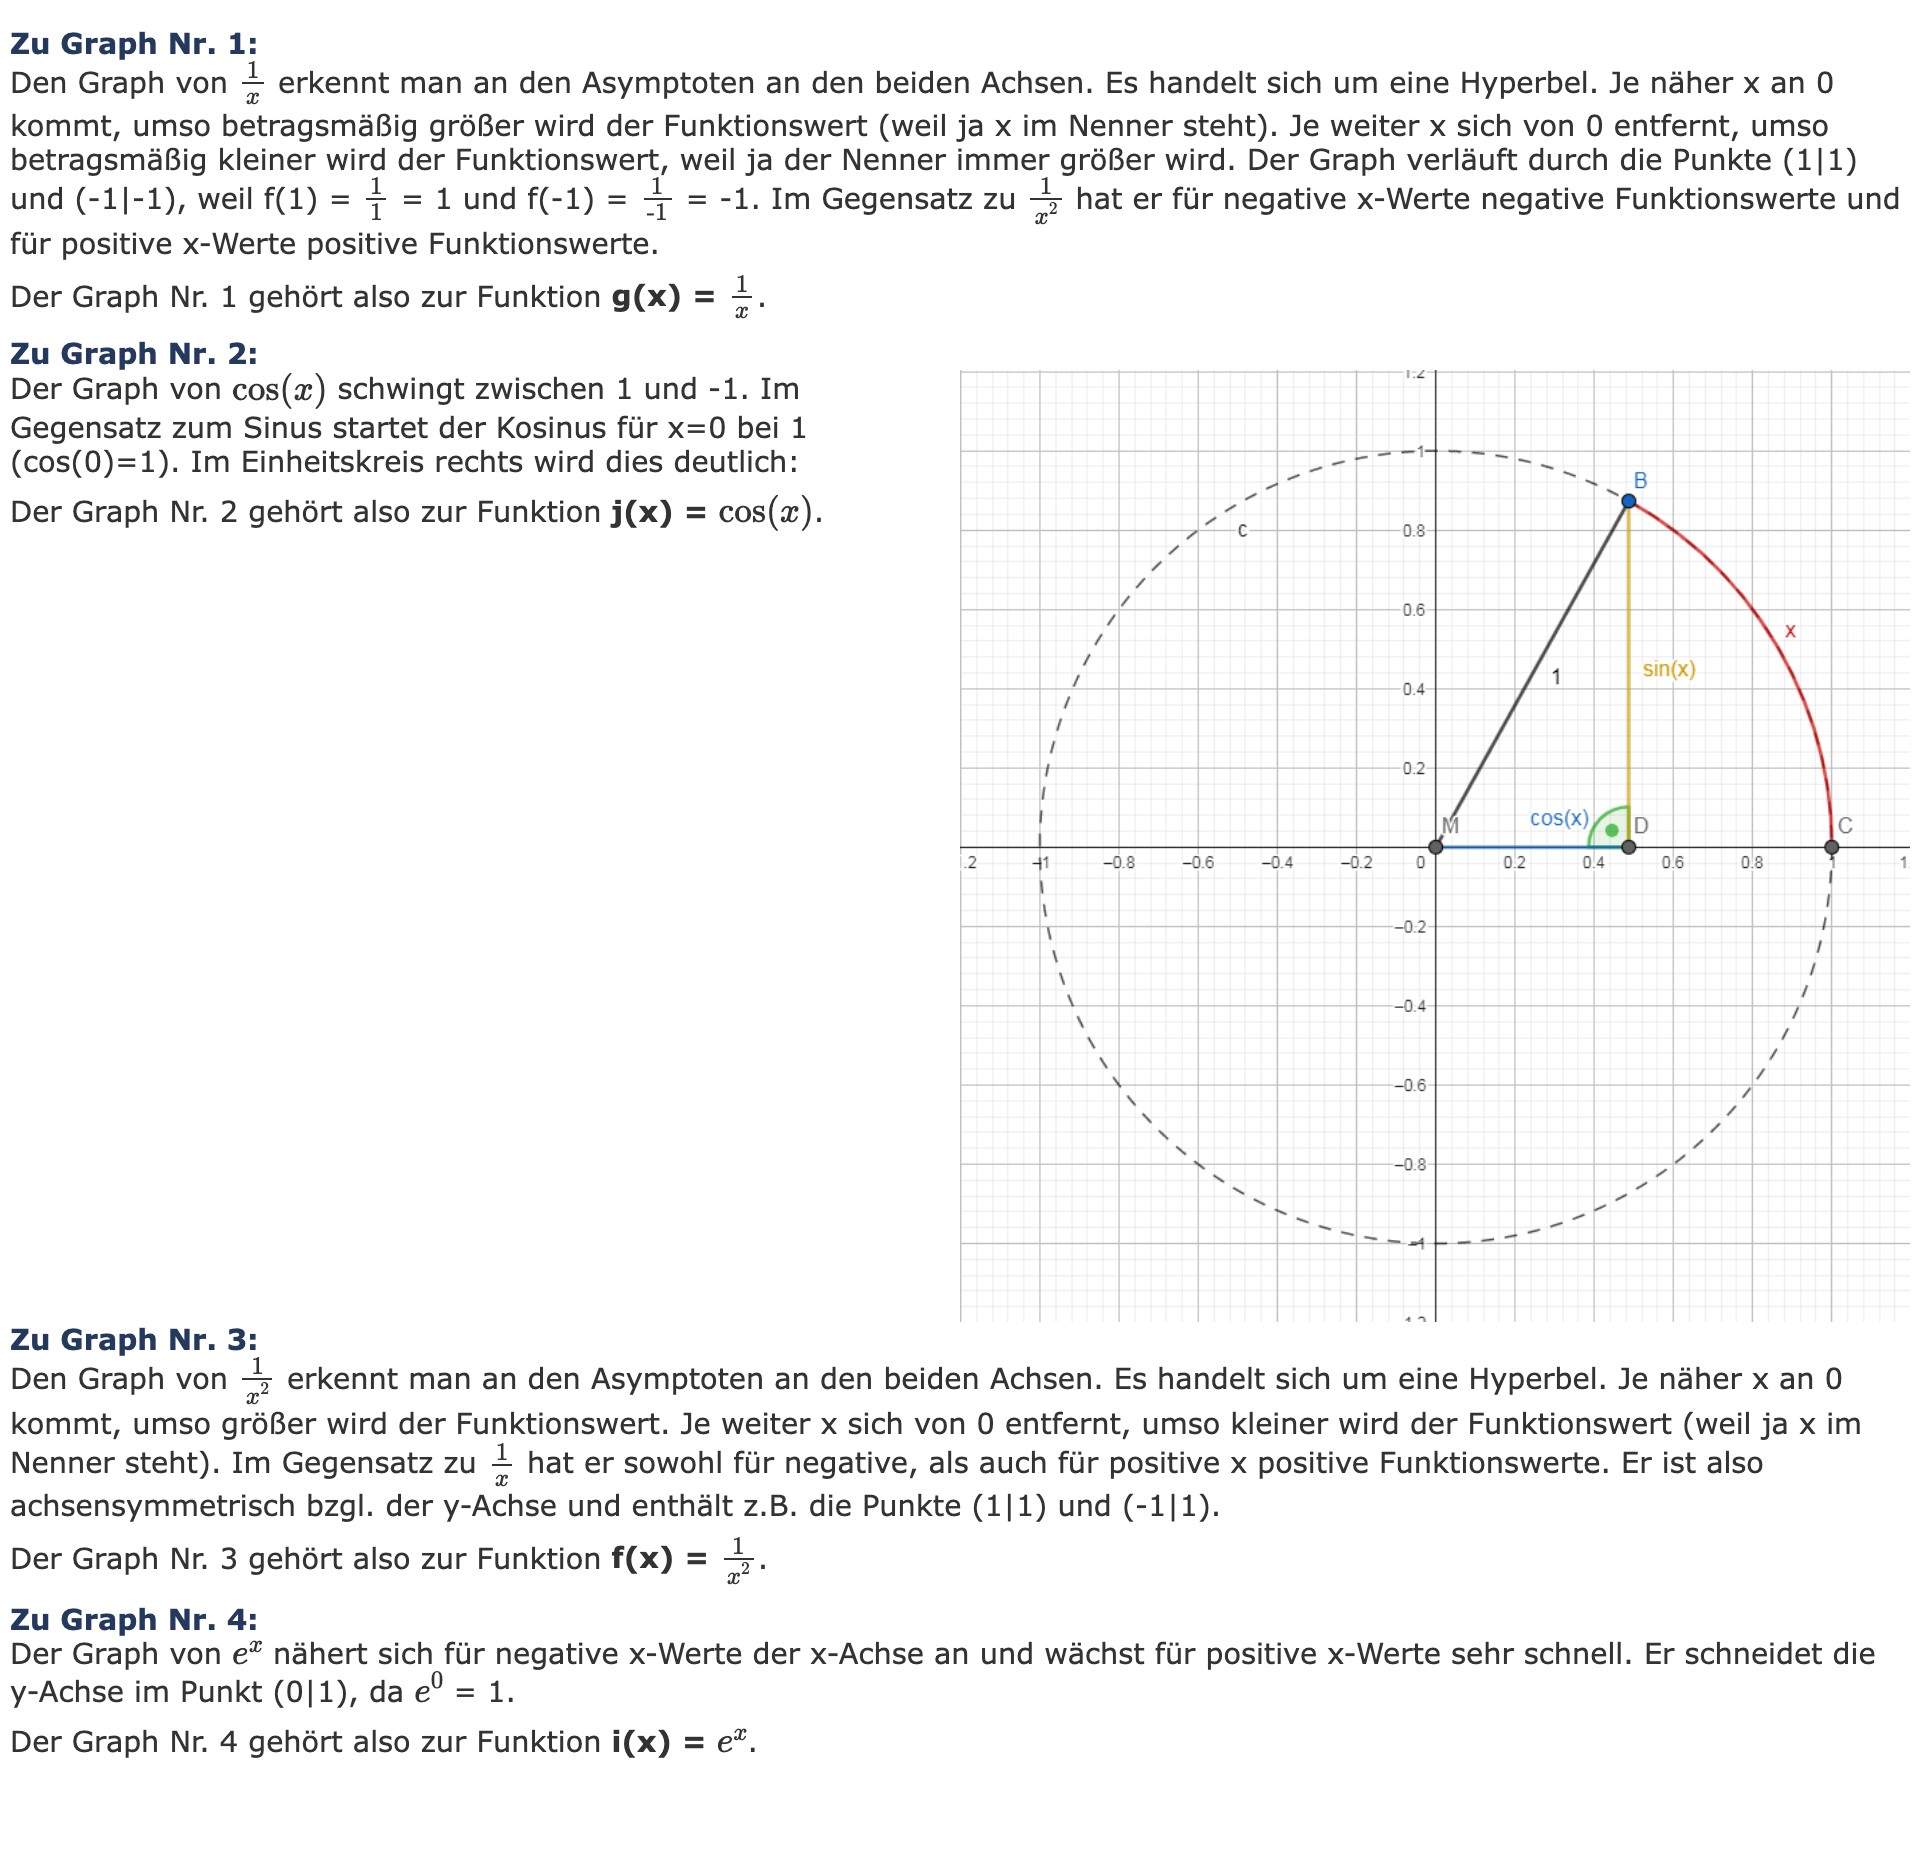 Zu Graph Nr. 1:
Den Graph von 1/x erkennt man an den Asymptoten an den beiden Achsen. Es handelt sich um eine Hyperbel. Je näher x an 0
kommt, umso betragsmäßig größer wird der Funktionswert (weil ja x im Nenner steht). Je weiter x sich von 0 entfernt, umso
betragsmäßig kleiner wird der Funktionswert, weil ja der Nenner immer größer wird. Der Graph verläuft durch die Punkte (1|1)
und (-1|-1), weil f(1) = 1/1 = 1 und f(-1) = 1/-1 = -1. Im Gegensatz zu 1/x² hat er für negative x-Werte negative Funktionswerte und
für positive x-Werte positive Funktionswerte.
Der Graph Nr. 1 gehört also zur Funktion g(x) = 1/x.
Zu Graph Nr. 2:
Der Graph von cos(x) schwingt zwischen 1 und -1. Im
Gegensatz zum Sinus startet der Kosinus für x=0 bei 1
(cos(0)=1). Im Einheitskreis rechts wird dies deutlich:
Der Graph Nr. 2 gehört also zur Funktion j(x) = cos(x).
1.2
1
B
c
0.8
0.6
x
1
sin(x)
0.4
0.2
M
cos(x)
D
C
.2
−1
−0.8
−0.6
−0.4
−0.2
0
0.2
0.4
0.6
0.8
1
1.
−0.2
−0.4
−0.6
−0.8
−1
Zu Graph Nr. 3:
Den Graph von 1/x² erkennt man an den Asymptoten an den beiden Achsen. Es handelt sich um eine Hyperbel. Je näher x an 0
kommt, umso größer wird der Funktionswert. Je weiter x sich von 0 entfernt, umso kleiner wird der Funktionswert (weil ja x im
Nenner steht). Im Gegensatz zu 1/x hat er sowohl für negative, als auch für positive x positive Funktionswerte. Er ist also
achsensymmetrisch bzgl. der y-Achse und enthält z.B. die Punkte (1|1) und (-1|1).
Der Graph Nr. 3 gehört also zur Funktion f(x) = 1/x².
Zu Graph Nr. 4:
Der Graph von eˣ nähert sich für negative x-Werte der x-Achse an und wächst für positive x-Werte sehr schnell. Er schneidet die
y-Achse im Punkt (0|1), da e⁰ = 1.
Der Graph Nr. 4 gehört also zur Funktion i(x) = eˣ.